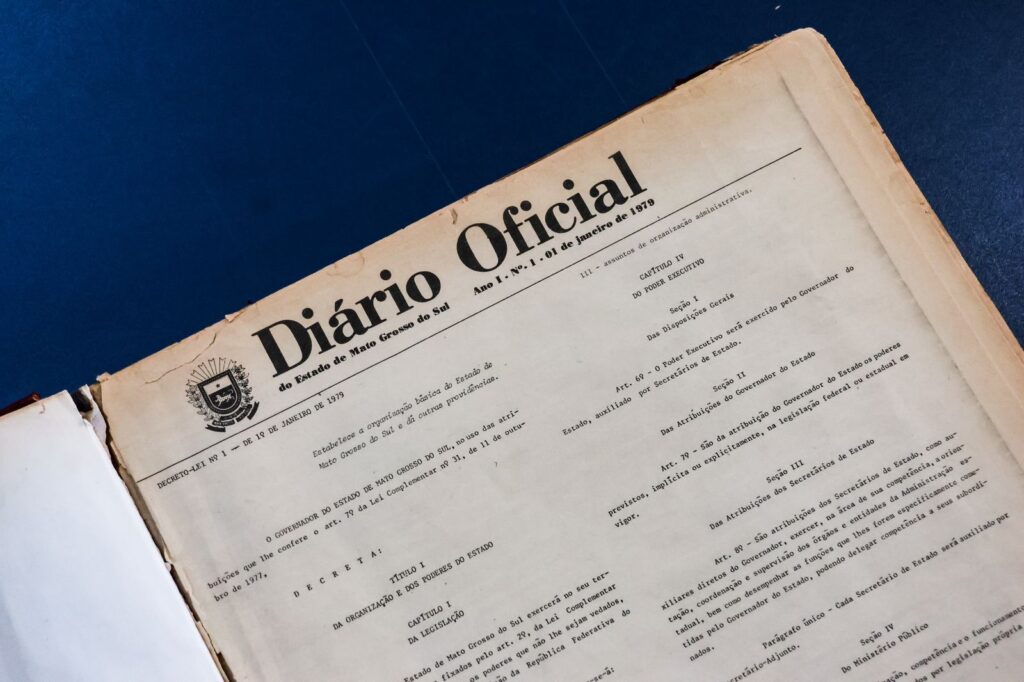 Diário Oficial
do Estado de Mato Grosso do Sul Ano I - Nº. 1 - 01 de janeiro de 1979
DECRETO-LEI Nº 1 - DE 1º DE JANEIRO DE 1979
Estabelece a organização básica do Estado de
Mato Grosso do Sul e dá outras providências.
O GOVERNADOR DO ESTADO DE MATO GROSSO DO SUL, no uso das atri-
buições que lhe confere o art. 7º da Lei Complementar nº 31, de 11 de outu-
bro de 1977,
D E C R E T A:
TÍTULO I
DA ORGANIZAÇÃO E DOS PODERES DO ESTADO
CAPÍTULO I
DA LEGISLAÇÃO
Estado de Mato Grosso do Sul exercerá no seu ter-
fixados pelo art. 29, da Lei Complementar
os poderes que não lhe sejam vedados,
da República Federativa do
III - assuntos de organização administrativa.
CAPÍTULO IV
DO PODER EXECUTIVO
Seção I
Das Disposições Gerais
Art. 6º - O Poder Executivo será exercido pelo Governador do
Estado, auxiliado por Secretários de Estado.
Seção II
Das Atribuições do Governador do Estado
Art. 7º - São da atribuição do Governador do Estado os poderes
previstos, implícita ou explicitamente, na legislação federal ou estadual em
vigor.
Seção III
Das Atribuições dos Secretários de Estado
Art. 8º - São atribuições dos Secretários de Estado, como au-
xiliares diretos do Governador, exercer, na área de sua competência, a orien-
tação, coordenação e supervisão dos órgãos e entidades da Administração es-
tadual, bem como desempenhar as funções que lhes forem especificamente come-
tidas pelo Governador do Estado, podendo delegar competência a seus subordi-
nados.
Parágrafo único - Cada Secretário de Estado será auxiliado por
Secretário-Adjunto.
Seção IV
Do Ministério Público
competência e o funcionamento
por legislação própria